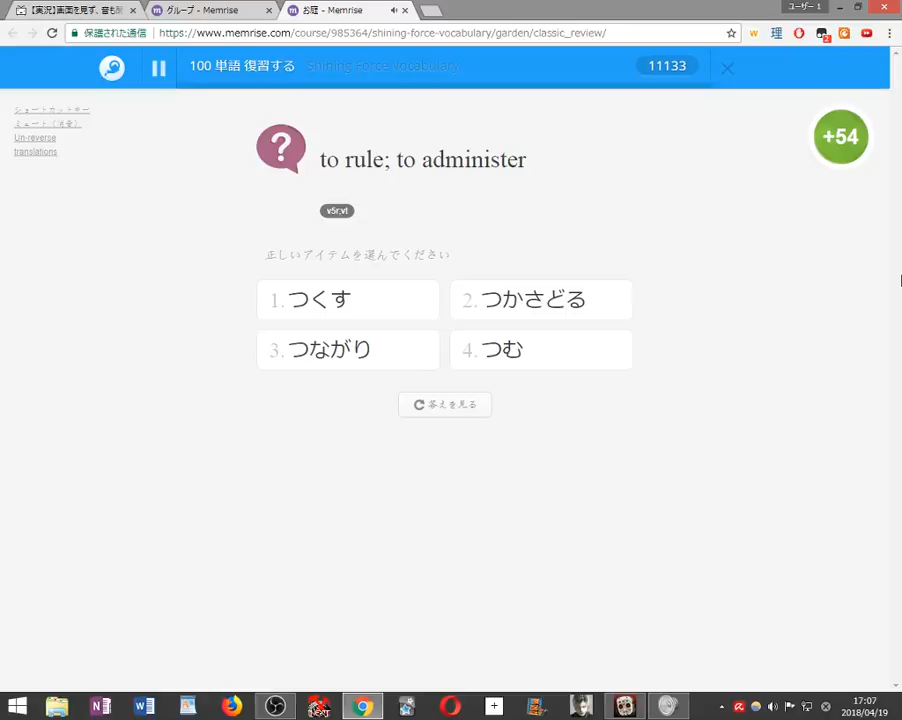 【実況】画面を見ず、音も
グループ - Memrise
お庭 - Memrise
ユーザー 1
保護された通信
https://www.memrise.com/course/985364/shining-force-vocabulary/garden/classic_review/
100 単語 復習する
Shining Force Vocabulary
11133
ショートカットキー
ミュート（消音）
Un-reverse
translations
+54
to rule; to administer
v5r;vt
正しいアイテムを選んでください
1. つくす
2. つかさどる
3. つながり
4. つむ
答えを見る
17:07
2018/04/19